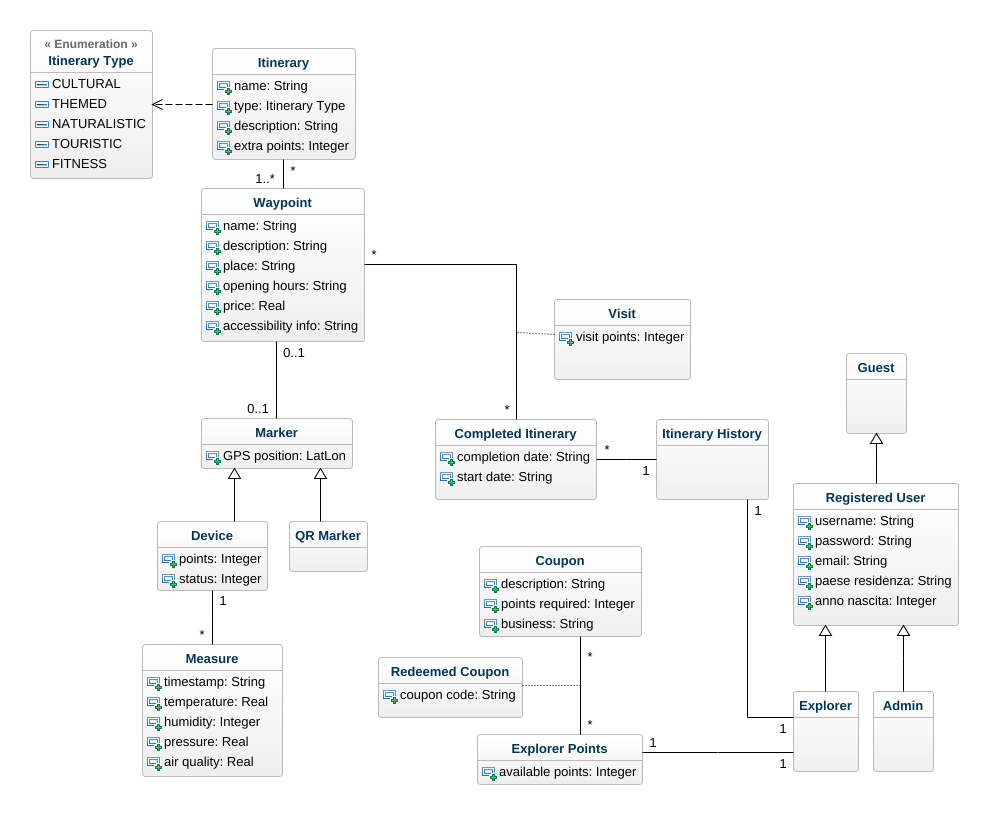 « Enumeration »
Itinerary Type
CULTURAL
THEMED
NATURALISTIC
TOURISTIC
FITNESS
Itinerary
name: String
type: Itinerary Type
description: String
extra points: Integer
*
1..*
Waypoint
name: String
description: String
place: String
opening hours: String
price: Real
accessibility info: String
*
0..1
Visit
visit points: Integer
Guest
0..1
*
Marker
GPS position: LatLon
Completed Itinerary
completion date: String
start date: String
*
1
Itinerary History
1
Registered User
username: String
password: String
email: String
paese residenza: String
anno nascita: Integer
Device
points: Integer
status: Integer
QR Marker
1
*
Measure
timestamp: String
temperature: Real
humidity: Integer
pressure: Real
air quality: Real
Coupon
description: String
points required: Integer
business: String
*
Redeemed Coupon
coupon code: String
*
Explorer Points
available points: Integer
1
1
1
Explorer
Admin